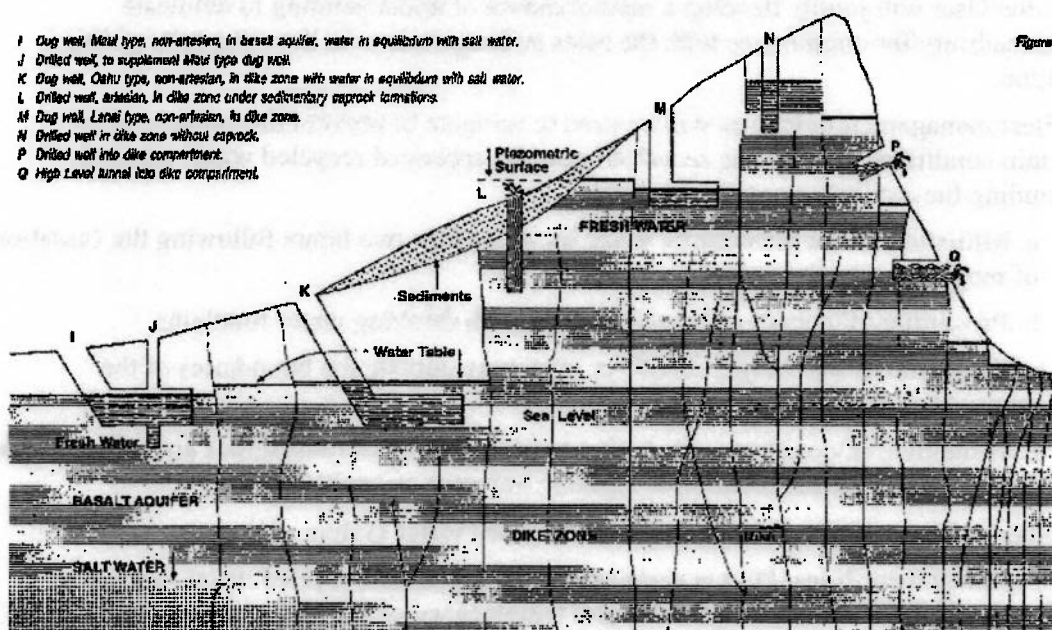 I Dug well, Maui type, non-artesian, in basalt aquifer, water in equilibrium with salt water.
J Drilled well, to supplement Maui type dug well.
K Dug well, Oahu type, non-artesian, in dike zone with water in equilibrium with salt water.
L Drilled well, artesian, in dike zone under sedimentary caprock formations.
M Dug well, Lanai type, non-artesian, in dike zone.
N Drilled well in dike zone without caprock.
P Drilled well into dike compartment.
Q High Level tunnel into dike compartment.
Figure
N
M
P
Piezometric
Surface
L
FRESH WATER
Q
K
Sediments
I
J
Water Table
Sea Level
Fresh Water
BASALT AQUIFER
DIKE ZONE
SALT WATER